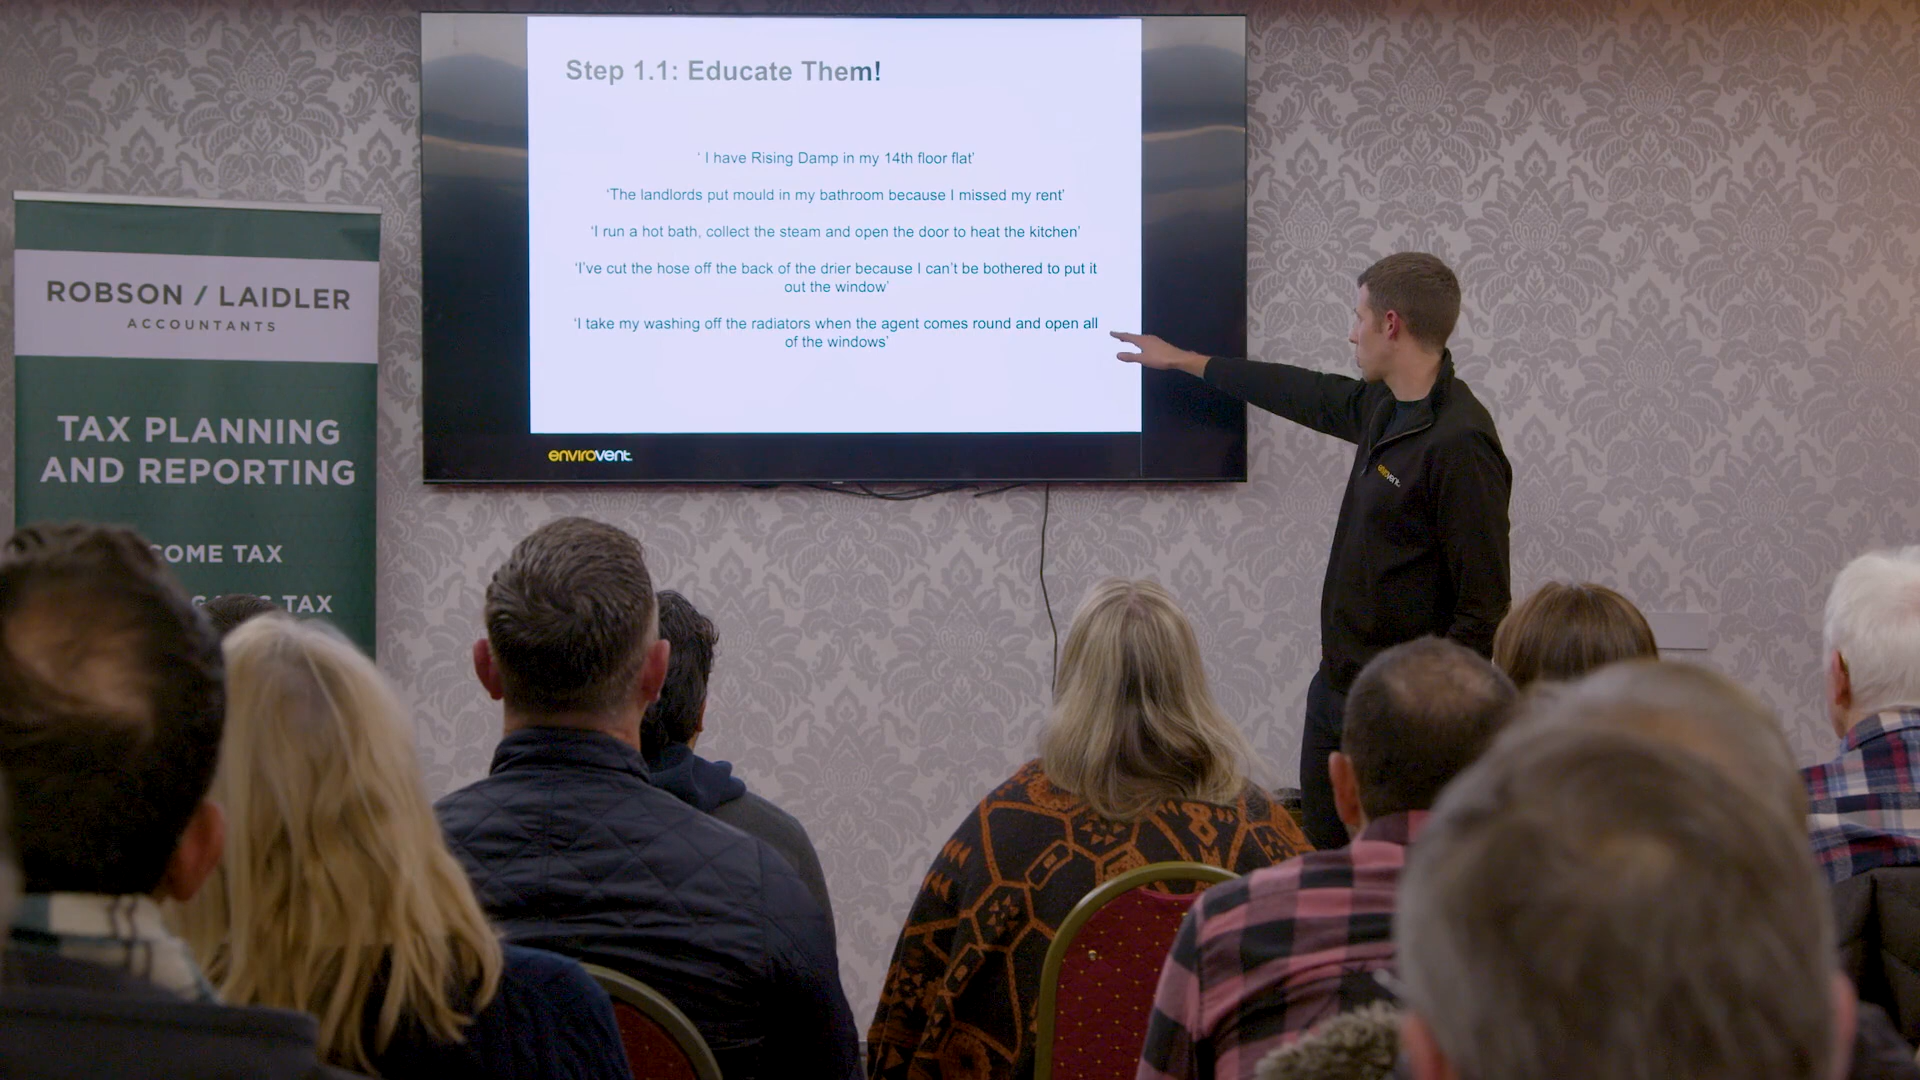 Step 1.1: Educate Them!
' I have Rising Damp in my 14th floor flat'
'The landlords put mould in my bathroom because I missed my rent'
'I run a hot bath, collect the steam and open the door to heat the kitchen'
'I've cut the hose off the back of the drier because I can't be bothered to put it
out the window'
'I take my washing off the radiators when the agent comes round and open all
of the windows'
envirovent
ROBSON / LAIDLER
ACCOUNTANTS
TAX PLANNING
AND REPORTING
COME TAX
TAX
envirovent